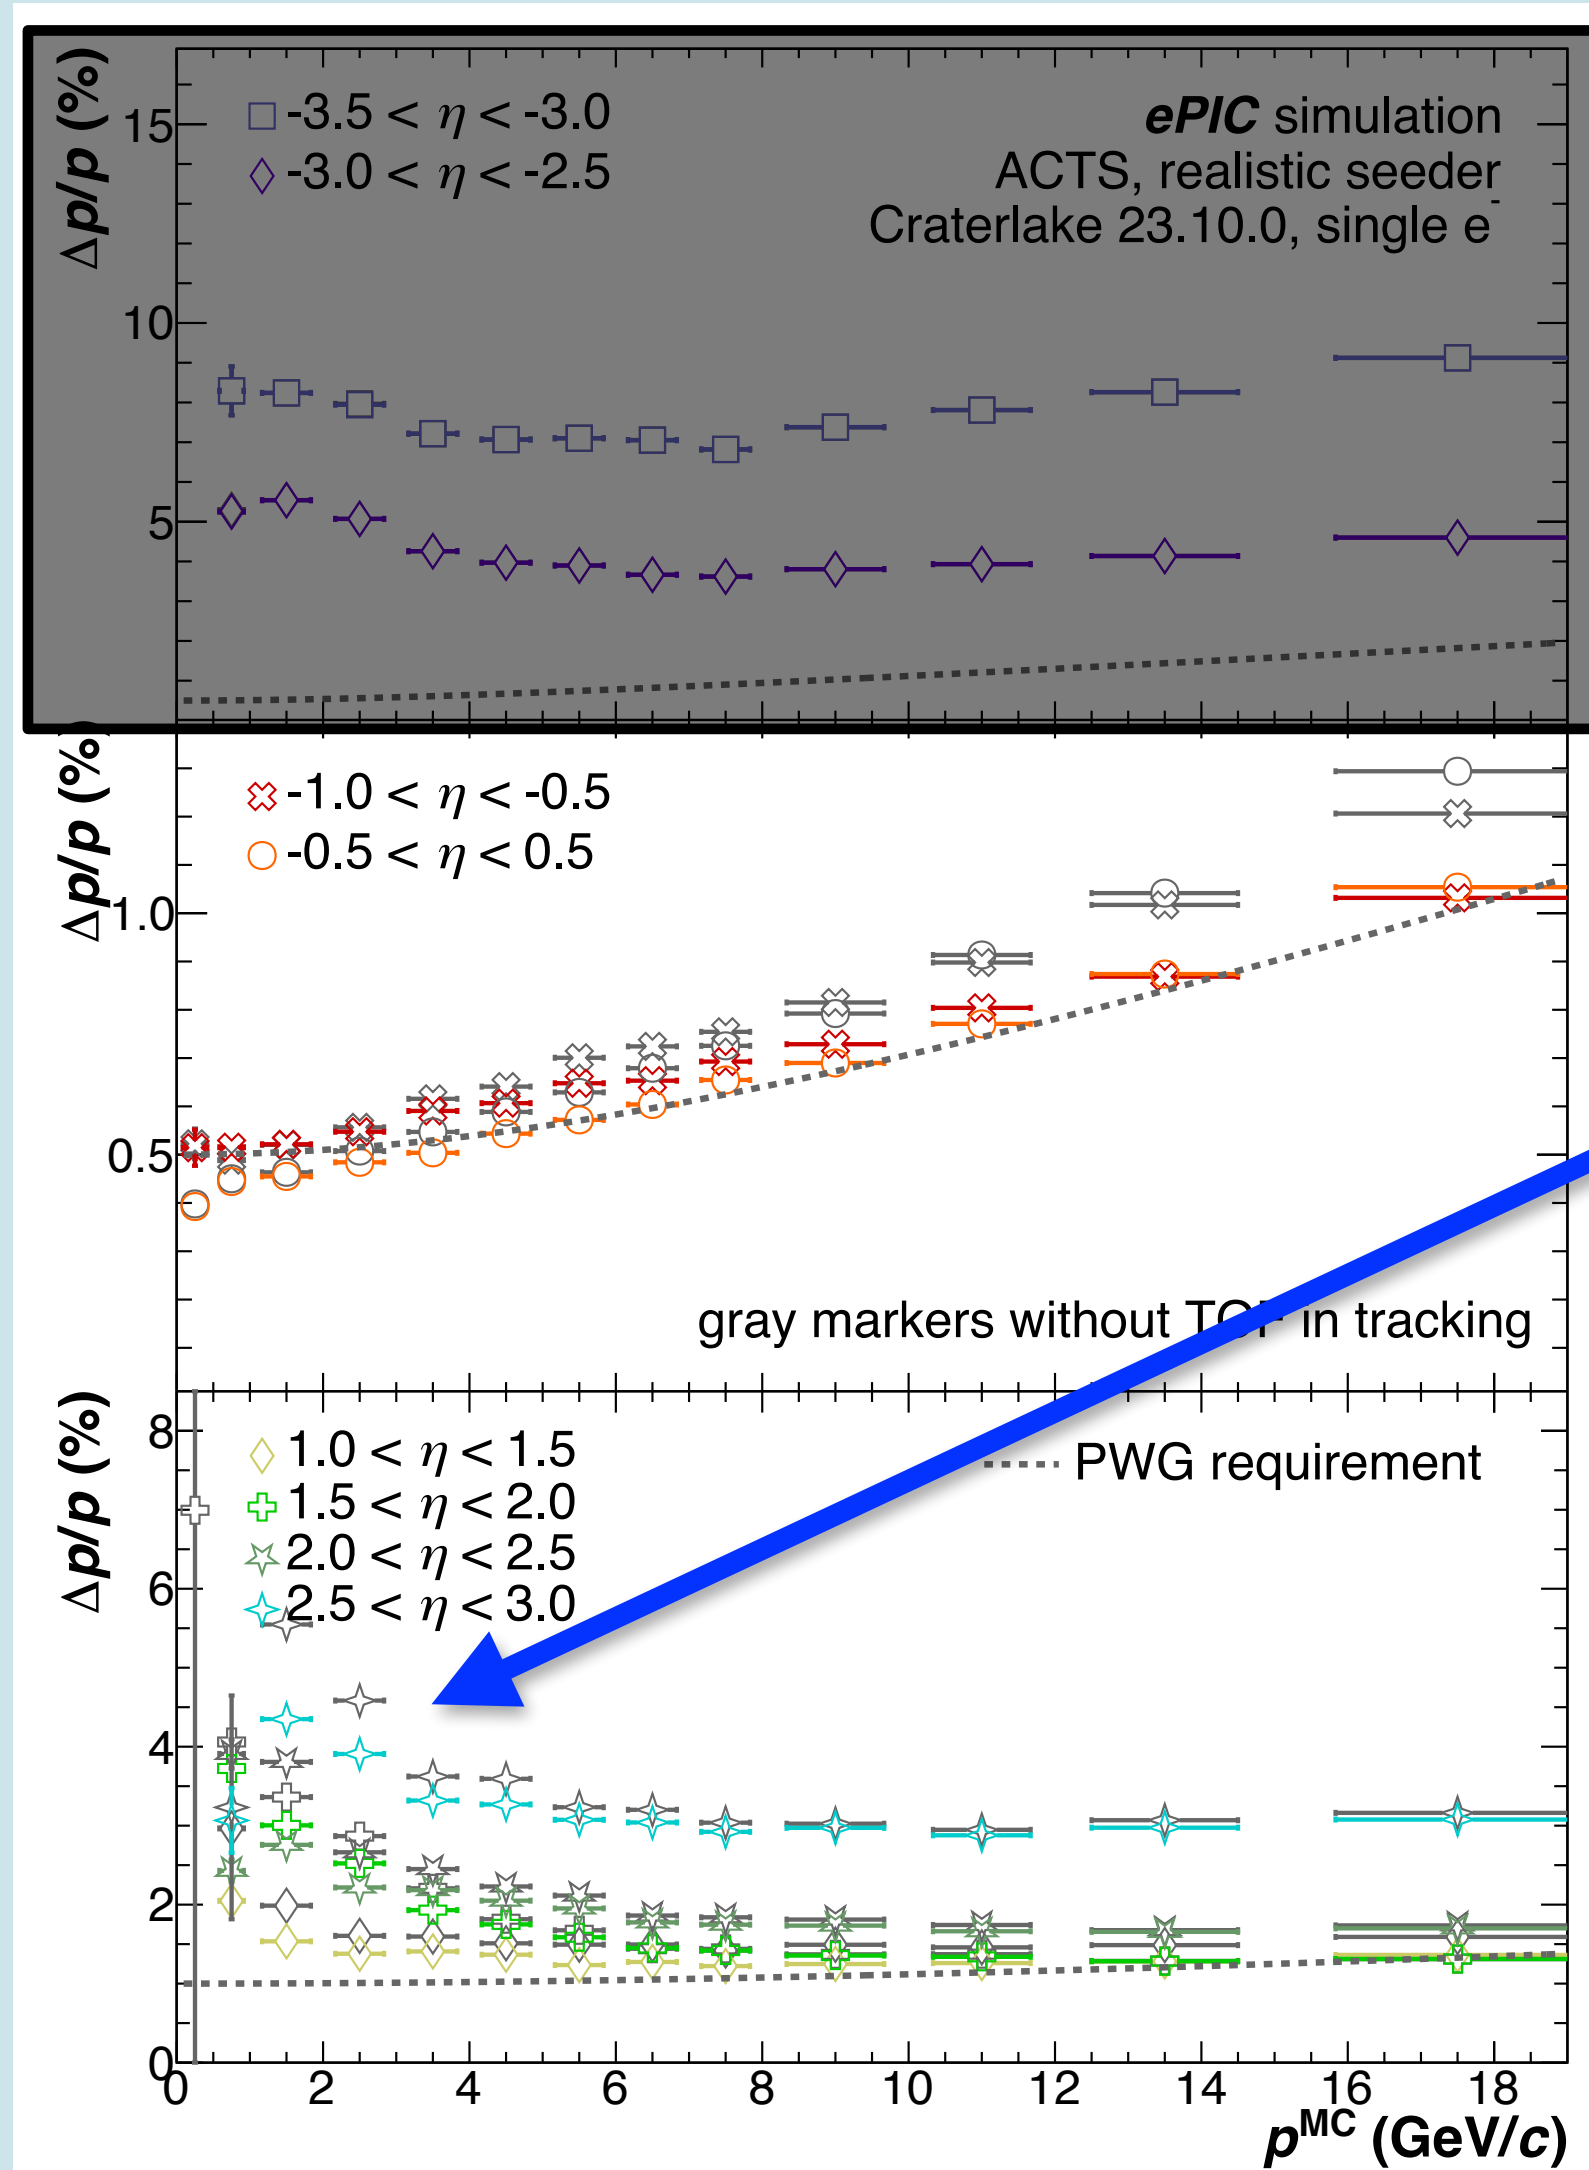 Δp/p (%)
15
10
5
-3.5 < η < -3.0
-3.0 < η < -2.5
ePIC simulation
ACTS, realistic seeder
Craterlake 23.10.0, single e-
Δp/p (%)
1.0
0.5
-1.0 < η < -0.5
-0.5 < η < 0.5
gray markers without TOF in tracking
Δp/p (%)
8
6
4
2
0
1.0 < η < 1.5
1.5 < η < 2.0
2.0 < η < 2.5
2.5 < η < 3.0
PWG requirement
0 2 4 6 8 10 12 14 16 18
pMC (GeV/c)